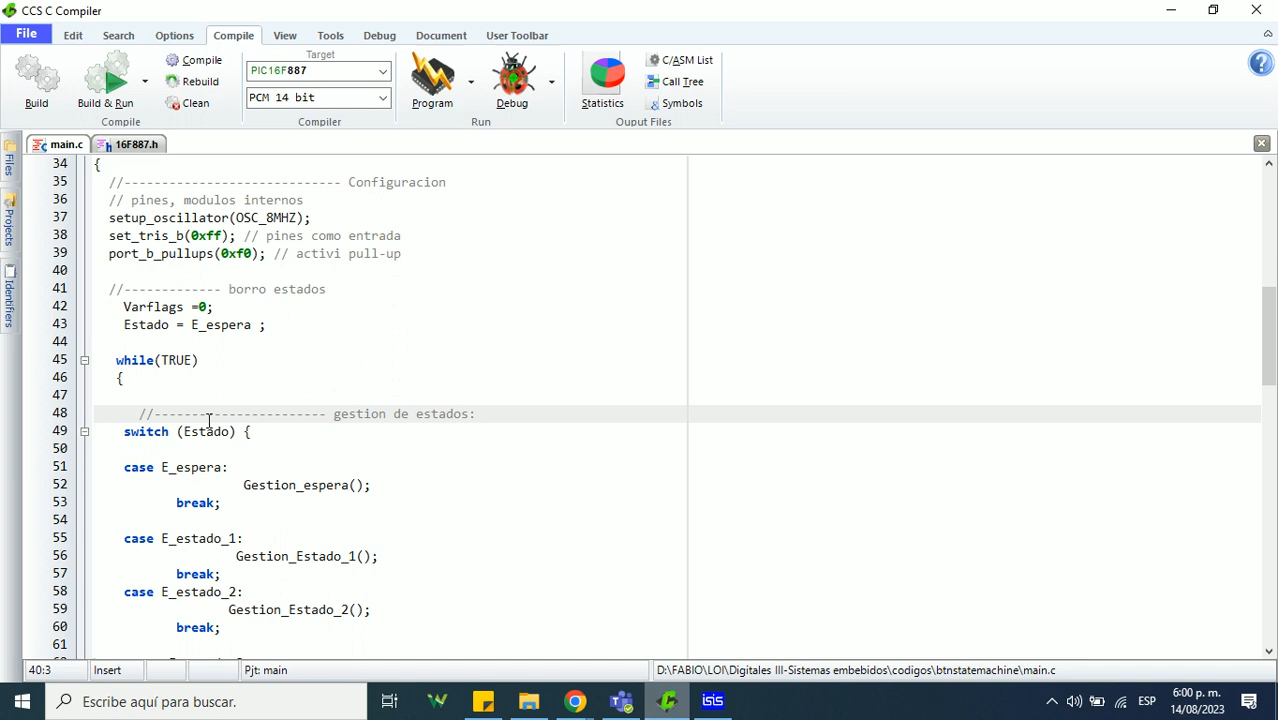 CCS C Compiler
File Edit Search Options Compile View Tools Debug Document User Toolbar
Target
Build
Build & Run
Compile
Rebuild
Clean
PIC16F887
PCM 14 bit
Program
Debug
Statistics
C/ASM List
Call Tree
Symbols
Compile
Compiler
Run
Ouput Files
main.c
16F887.h
Files
Projects
Identifiers
34 {
35 //----------------------------- Configuracion
36 // pines, modulos internos
37 setup_oscillator(OSC_8MHZ);
38 set_tris_b(0xff); // pines como entrada
39 port_b_pullups(0xf0); // activi pull-up
40
41 //------------- borro estados
42 Varflags =0;
43 Estado = E_espera ;
44
45 while(TRUE)
46 {
47
48 //----------------------- gestion de estados:
49 switch (Estado) {
50
51 case E_espera:
52 Gestion_espera();
53 break;
54
55 case E_estado_1:
56 Gestion_Estado_1();
57 break;
58 case E_estado_2:
59 Gestion_Estado_2();
60 break;
61
40:3 Insert Pjt: main D:\FABIO\LOI\Digitales III-Sistemas embebidos\codigos\btnstatemachine\main.c
Escribe aquí para buscar.
isis
ESP
6:00 p. m.
14/08/2023